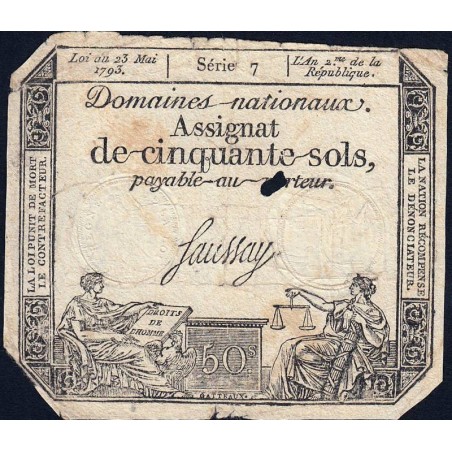 Loi du 23 Mai
1793.
Série 7
L'An 2.me de la
République.
Domaines nationaux.
Assignat
de cinquante sols,
payable au porteur.
Saussay
LA LOI PUNIT DE MORT
LE CONTREFACTEUR.
LA NATION RÉCOMPENSE
LE DÉNONCIATEUR.
DROITS
DE
L'HOMME
50s
GATTEAUX